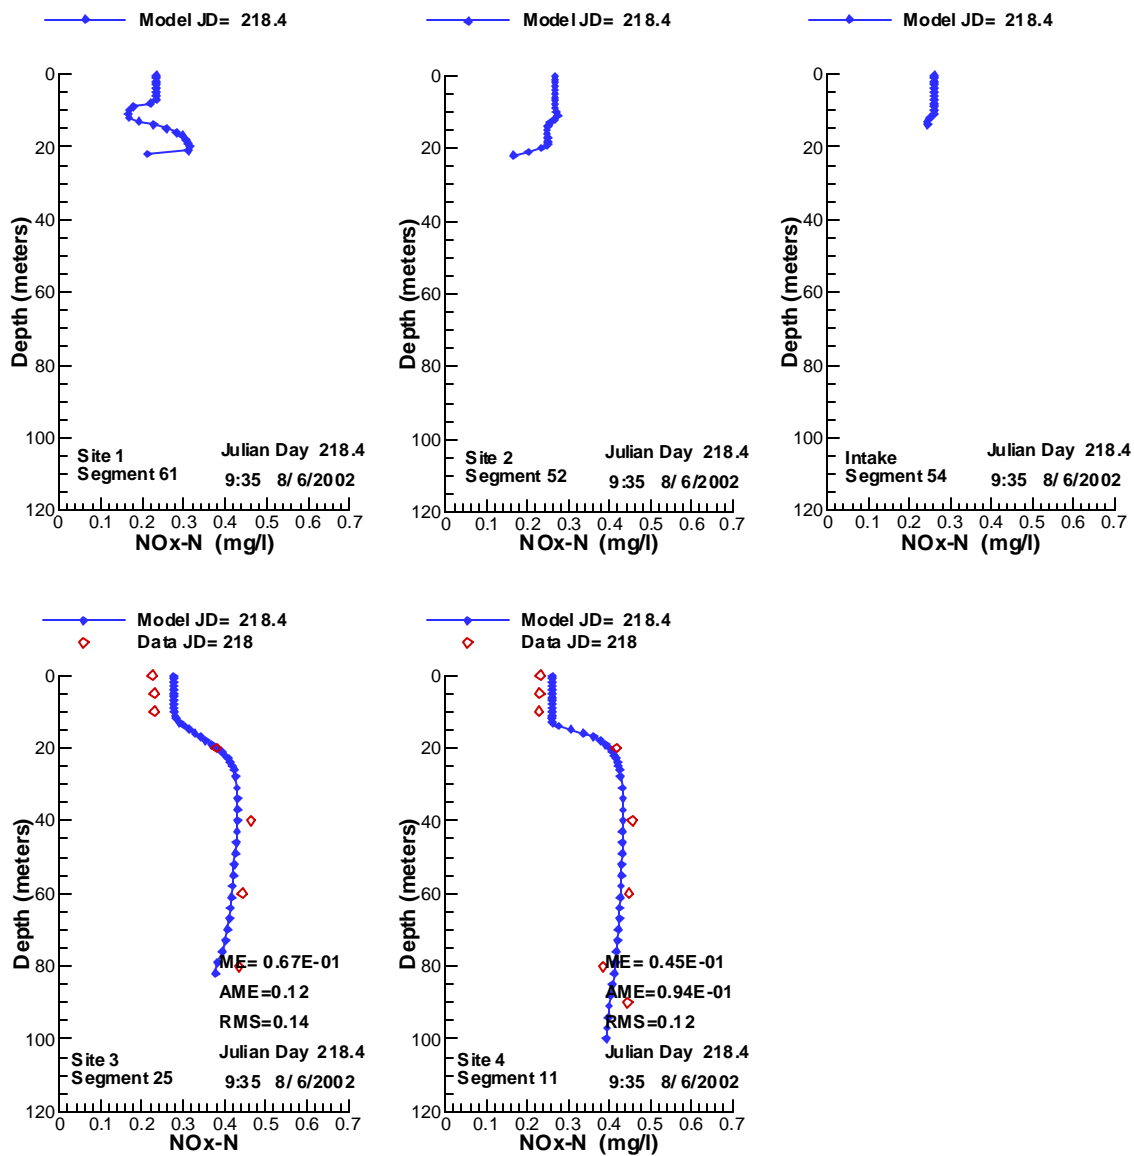 Model JD= 218.4
0
20
40
60
80
100
120
Depth (meters)
Site 1
Segment 61
Julian Day 218.4
9:35 8/ 6/2002
0 0.1 0.2 0.3 0.4 0.5 0.6 0.7
NOx-N (mg/l)
Model JD= 218.4
0
20
40
60
80
100
120
Depth (meters)
Site 2
Segment 52
Julian Day 218.4
9:35 8/ 6/2002
0 0.1 0.2 0.3 0.4 0.5 0.6 0.7
NOx-N (mg/l)
Model JD= 218.4
0
20
40
60
80
100
120
Depth (meters)
Intake
Segment 54
Julian Day 218.4
9:35 8/ 6/2002
0 0.1 0.2 0.3 0.4 0.5 0.6 0.7
NOx-N (mg/l)
Model JD= 218.4
Data JD= 218
0
20
40
60
80
100
120
Depth (meters)
ME= 0.67E-01
AME=0.12
RMS=0.14
Site 3
Segment 25
Julian Day 218.4
9:35 8/ 6/2002
0 0.1 0.2 0.3 0.4 0.5 0.6 0.7
NOx-N
Model JD= 218.4
Data JD= 218
0
20
40
60
80
100
120
Depth (meters)
ME= 0.45E-01
AME=0.94E-01
RMS=0.12
Site 4
Segment 11
Julian Day 218.4
9:35 8/ 6/2002
0 0.1 0.2 0.3 0.4 0.5 0.6 0.7
NOx-N (mg/l)